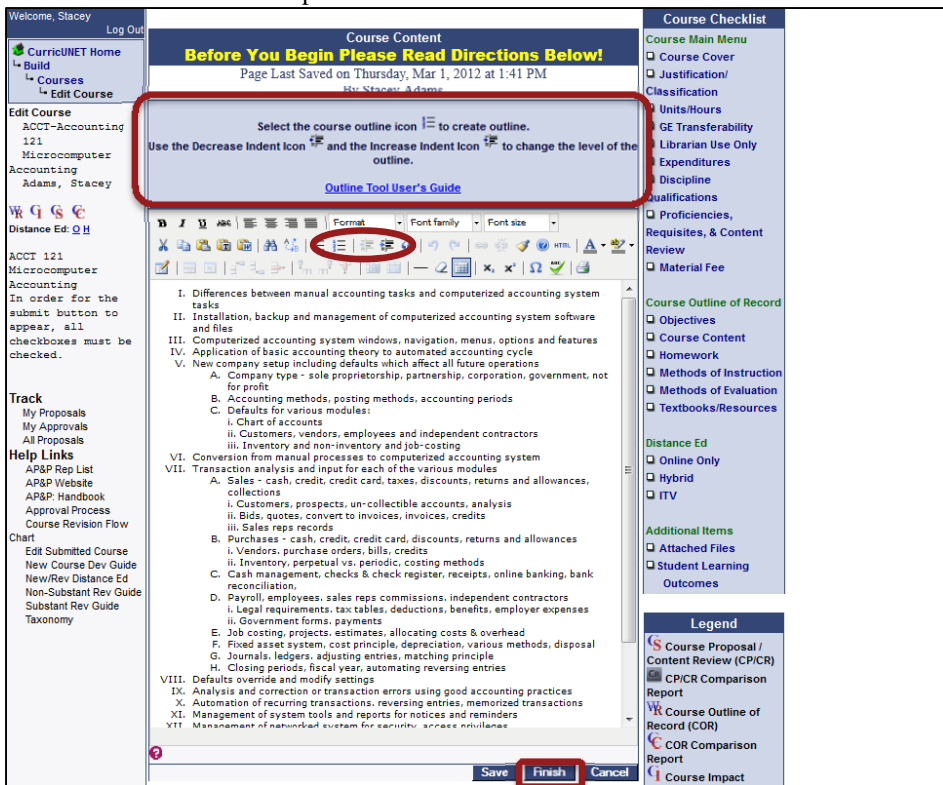 Welcome, Stacey
Log Out
CurricUNET Home
Build
Courses
Edit Course
Edit Course
ACCT-Accounting
121
Microcomputer
Accounting
Adams, Stacey
WR CI CS CC
Distance Ed: O H
ACCT 121
Microcomputer
Accounting
In order for the
submit button to
appear, all
checkboxes must be
checked.
Track
My Proposals
My Approvals
All Proposals
Help Links
AP&P Rep List
AP&P Website
AP&P: Handbook
Approval Process
Course Revision Flow
Chart
Edit Submitted Course
New Course Dev Guide
New/Rev Distance Ed
Non-Substant Rev Guide
Substant Rev Guide
Taxonomy
Course Content
Before You Begin Please Read Directions Below!
Page Last Saved on Thursday, Mar 1, 2012 at 1:41 PM
By Stacey Adams
Select the course outline icon to create outline.
Use the Decrease Indent Icon and the Increase Indent Icon to change the level of the
outline.
Outline Tool User's Guide
B I U ABC Format Font family Font size
HTML A ab
x, x² Ω
I. Differences between manual accounting tasks and computerized accounting system
tasks
II. Installation, backup and management of computerized accounting system software
and files
III. Computerized accounting system windows, navigation, menus, options and features
IV. Application of basic accounting theory to automated accounting cycle
V. New company setup including defaults which affect all future operations
A. Company type - sole proprietorship, partnership, corporation, government, not
for profit
B. Accounting methods, posting methods, accounting periods
C. Defaults for various modules:
i. Chart of accounts
ii. Customers, vendors, employees and independent contractors
iii. Inventory and non-inventory and job-costing
VI. Conversion from manual processes to computerized accounting system
VII. Transaction analysis and input for each of the various modules
A. Sales - cash, credit, credit card, taxes, discounts, returns and allowances,
collections
i. Customers, prospects, un-collectible accounts, analysis
ii. Bids, quotes, convert to invoices, invoices, credits
iii. Sales reps records
B. Purchases - cash, credit, credit card, discounts, returns and allowances
i. Vendors. purchase orders, bills, credits
ii. Inventory, perpetual vs. periodic, costing methods
C. Cash management, checks & check register, receipts, online banking, bank
reconciliation,
D. Payroll, employees. sales reps commissions. independent contractors
i. Legal requirements. tax tables, deductions, benefits, employer expenses
ii. Government forms. payments
E. Job costing, projects. estimates, allocating costs & overhead
F. Fixed asset system, cost principle, depreciation, various methods, disposal
G. Journals. ledgers. adjusting entries, matching principle
H. Closing periods, fiscal year, automating reversing entries
VIII. Defaults override and modify settings
IX. Analysis and correction or transaction errors using good accounting practices
X. Automation of recurring transactions. reversing entries, memorized transactions
XI. Management of system tools and reports for notices and reminders
XII. Management of networked system for security, access privileges
Save Finish Cancel
Course Checklist
Course Main Menu
Course Cover
Justification/
Classification
Units/Hours
GE Transferability
Librarian Use Only
Expenditures
Discipline
Qualifications
Proficiencies,
Requisites, & Content
Review
Material Fee
Course Outline of Record
Objectives
Course Content
Homework
Methods of Instruction
Methods of Evaluation
Textbooks/Resources
Distance Ed
Online Only
Hybrid
ITV
Additional Items
Attached Files
Student Learning
Outcomes
Legend
CS Course Proposal /
Content Review (CP/CR)
CP/CR Comparison
Report
WR Course Outline of
Record (COR)
CC COR Comparison
Report
CI Course Impact